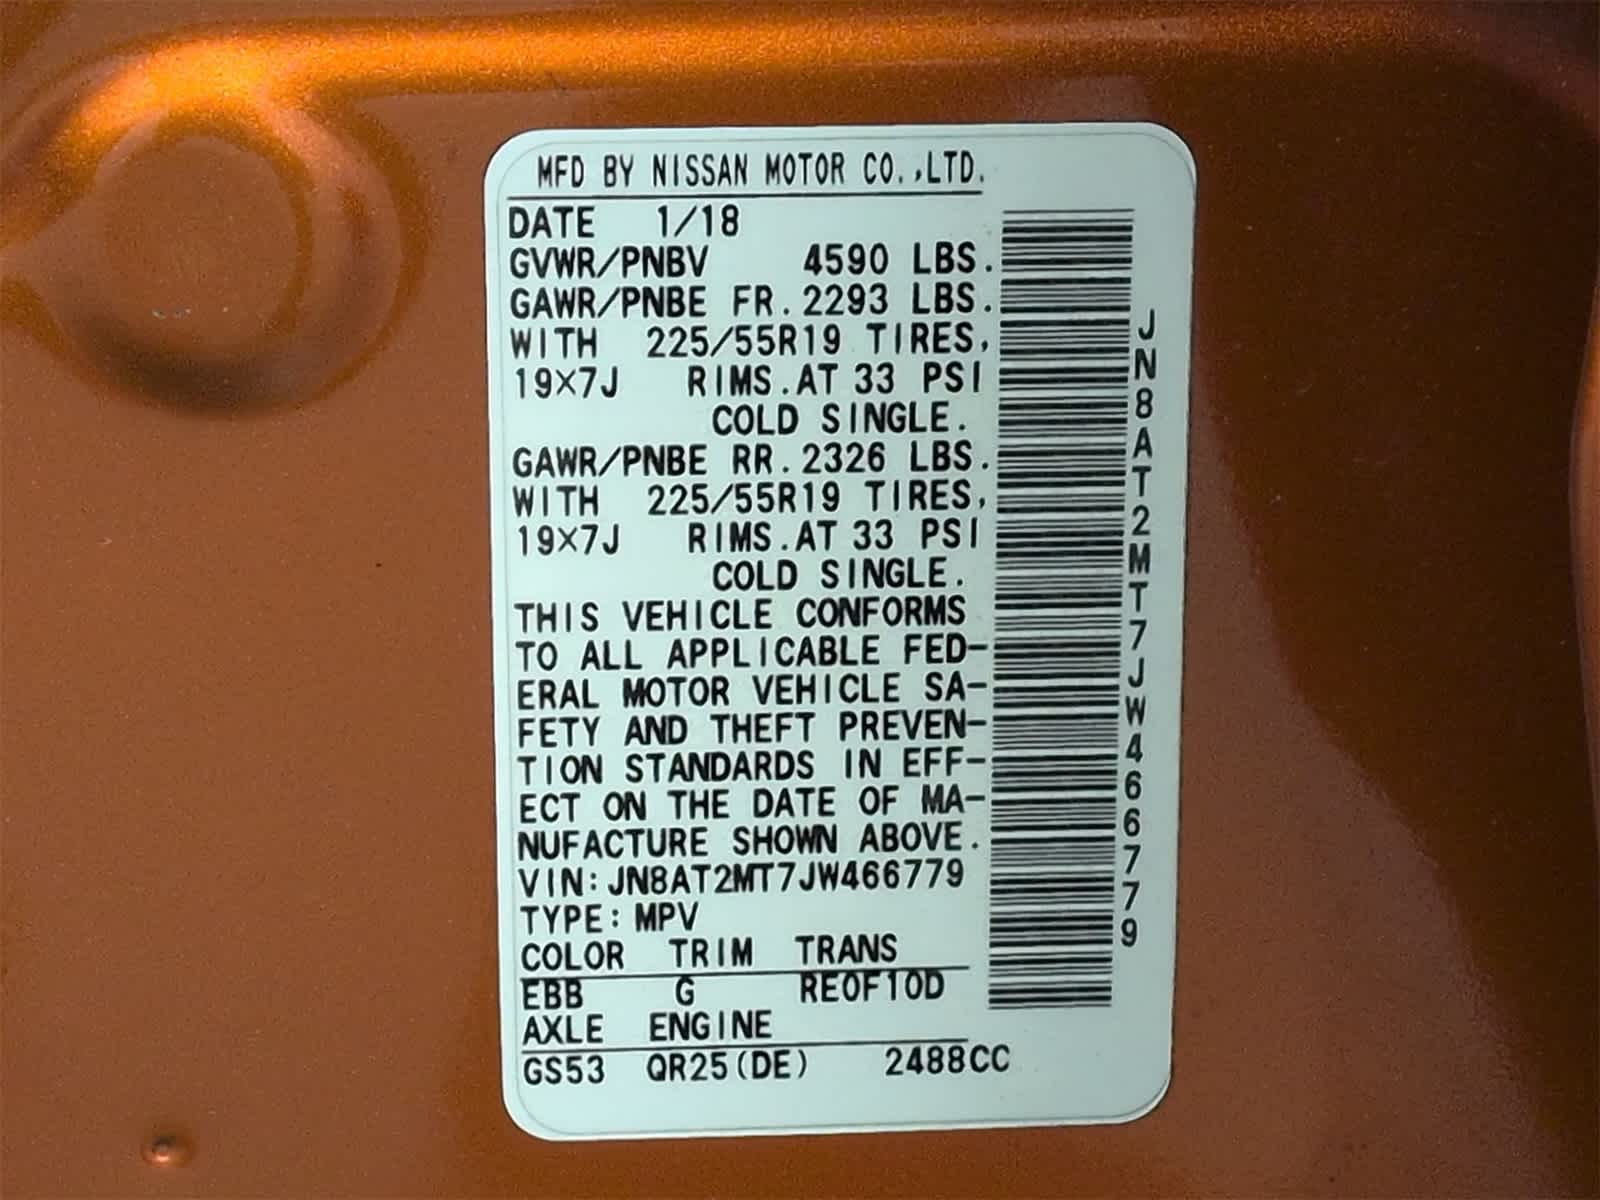 MFD BY NISSAN MOTOR CO.,LTD.
DATE 1/18
GVWR/PNBV 4590 LBS.
GAWR/PNBE FR. 2293 LBS.
WITH 225/55R19 TIRES,
19×7J RIMS.AT 33 PSI
COLD SINGLE.
GAWR/PNBE RR. 2326 LBS.
WITH 225/55R19 TIRES,
19×7J RIMS.AT 33 PSI
COLD SINGLE.
THIS VEHICLE CONFORMS
TO ALL APPLICABLE FED-
ERAL MOTOR VEHICLE SA-
FETY AND THEFT PREVEN-
TION STANDARDS IN EFF-
ECT ON THE DATE OF MA-
NUFACTURE SHOWN ABOVE.
VIN:JN8AT2MT7JW466779
TYPE:MPV
COLOR TRIM TRANS
EBB G RE0F10D
AXLE ENGINE
GS53 QR25(DE) 2488CC
JN8AT2MT7JW466779